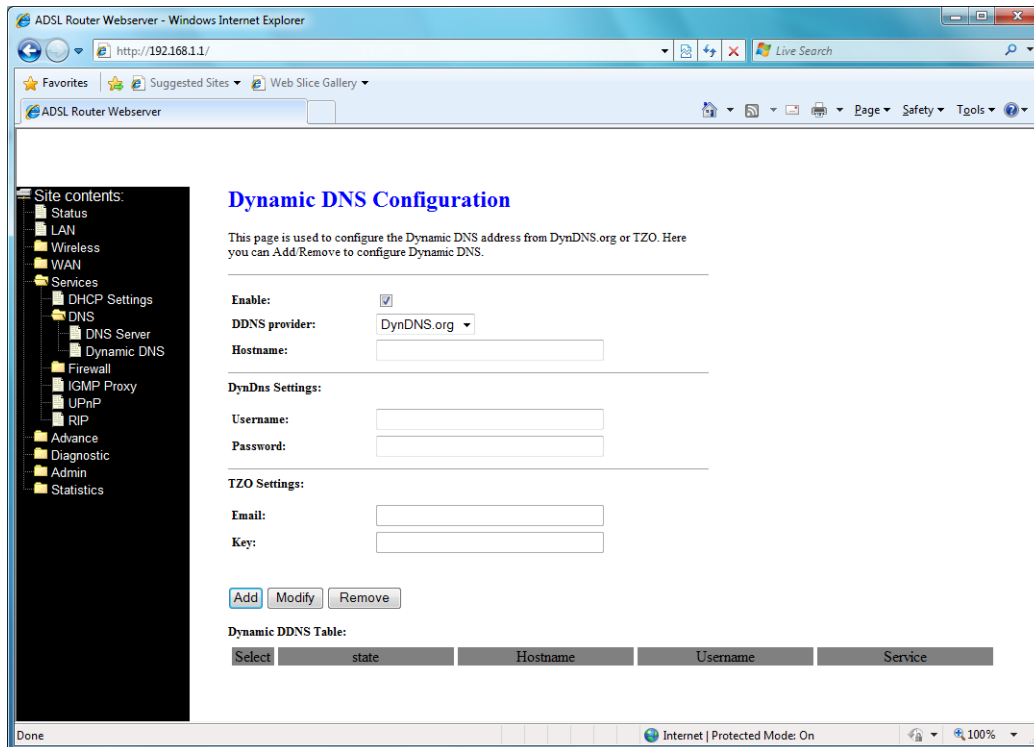 ADSL Router Webserver - Windows Internet Explorer
http://192.168.1.1/
Live Search
Favorites
Suggested Sites
Web Slice Gallery
ADSL Router Webserver
Page
Safety
Tools
Site contents:
Status
LAN
Wireless
WAN
Services
DHCP Settings
DNS
DNS Server
Dynamic DNS
Firewall
IGMP Proxy
UPnP
RIP
Advance
Diagnostic
Admin
Statistics
Dynamic DNS Configuration
This page is used to configure the Dynamic DNS address from DynDNS.org or TZO. Here
you can Add/Remove to configure Dynamic DNS.
Enable:
DDNS provider: DynDNS.org
Hostname:
DynDns Settings:
Username:
Password:
TZO Settings:
Email:
Key:
Add Modify Remove
Dynamic DDNS Table:
Select state Hostname Username Service
Done
Internet | Protected Mode: On
100%